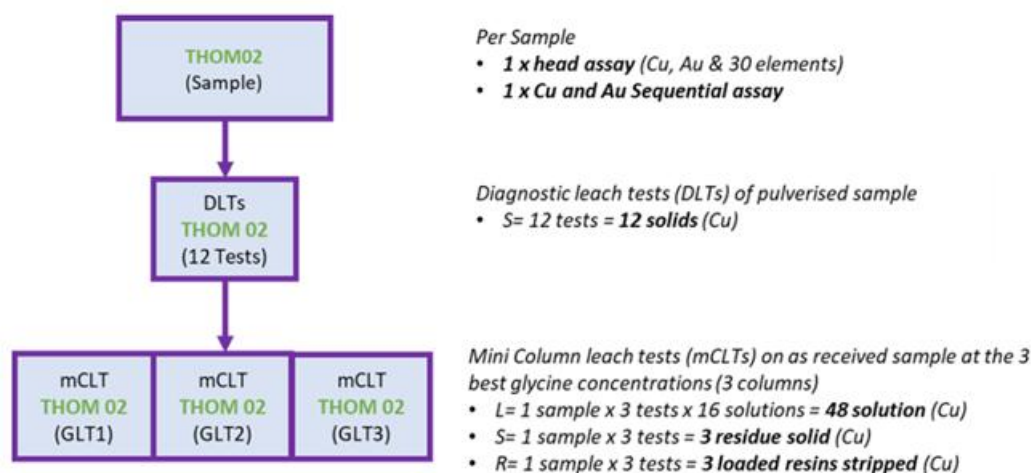 THOM02
(Sample)
Per Sample
• 1 x head assay (Cu, Au & 30 elements)
• 1 x Cu and Au Sequential assay
DLTs
THOM 02
(12 Tests)
Diagnostic leach tests (DLTs) of pulverised sample
• S= 12 tests = 12 solids (Cu)
mCLT
THOM 02
(GLT1)
mCLT
THOM 02
(GLT2)
mCLT
THOM 02
(GLT3)
Mini Column leach tests (mCLTs) on as received sample at the 3
best glycine concentrations (3 columns)
• L= 1 sample x 3 tests x 16 solutions = 48 solution (Cu)
• S= 1 sample x 3 tests = 3 residue solid (Cu)
• R= 1 sample x 3 tests = 3 loaded resins stripped (Cu)